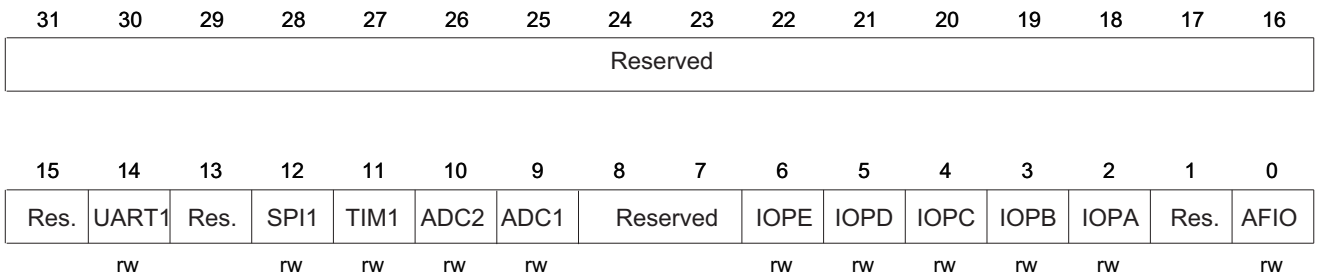 31 30 29 28 27 26 25 24 23 22 21 20 19 18 17 16
Reserved
15 14 13 12 11 10 9 8 7 6 5 4 3 2 1 0
Res. UART1 Res. SPI1 TIM1 ADC2 ADC1 Reserved IOPE IOPD IOPC IOPB IOPA Res. AFIO
rw rw rw rw rw rw rw rw rw rw rw